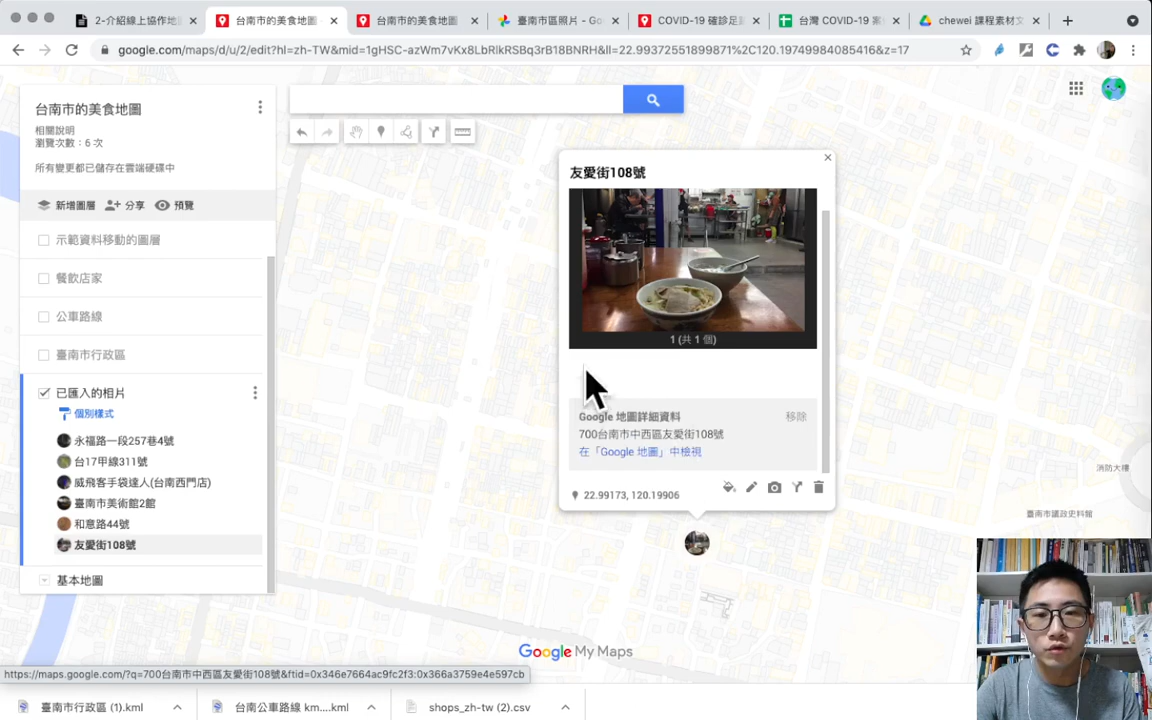 2-介紹線上協作地
台南市的美食地圖
台南市的美食地圖
臺南市區照片 - Go
COVID-19 確診足
台灣 COVID-19 案
chewei 課程素材文
google.com/maps/d/u/2/edit?hl=zh-TW&mid=1gHSC-azWm7vKx8LbRlkRSBq3rB18BNRH&ll=22.99372551899871%2C120.19749984085416&z=17
台南市的美食地圖
相關說明
瀏覽次數：6 次
所有變更都已儲存在雲端硬碟中
新增圖層 分享 預覽
示範資料移動的圖層
餐飲店家
公車路線
臺南市行政區
已匯入的相片
個別樣式
永福路一段257巷4號
台17甲線311號
威飛客手袋達人(台南西門店)
臺南市美術館2館
和意路44號
友愛街108號
基本地圖
友愛街108號
1 (共 1 個)
Google 地圖詳細資料 移除
700台南市中西區友愛街108號
在「Google 地圖」中檢視
22.99173, 120.19906
消防大樓
臺南市議政史料館
Google My Maps
https://maps.google.com/?q=700台南市中西區友愛街108號&ftid=0x346e7664ac9fc2f3:0x366a3759e4e597cb
臺南市行政區 (1).kml
台南公車路線 km....kml
shops_zh-tw (2).csv